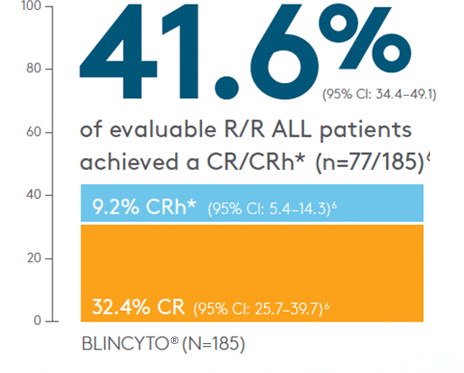 100
41.6%
80
(95% CI: 34.4–49.1)
of evaluable R/R ALL patients
60
achieved a CR/CRh* (n=77/185)⁶
40
9.2% CRh* (95% CI: 5.4–14.3)⁶
20
32.4% CR (95% CI: 25.7–39.7)⁶
0
BLINCYTO® (N=185)